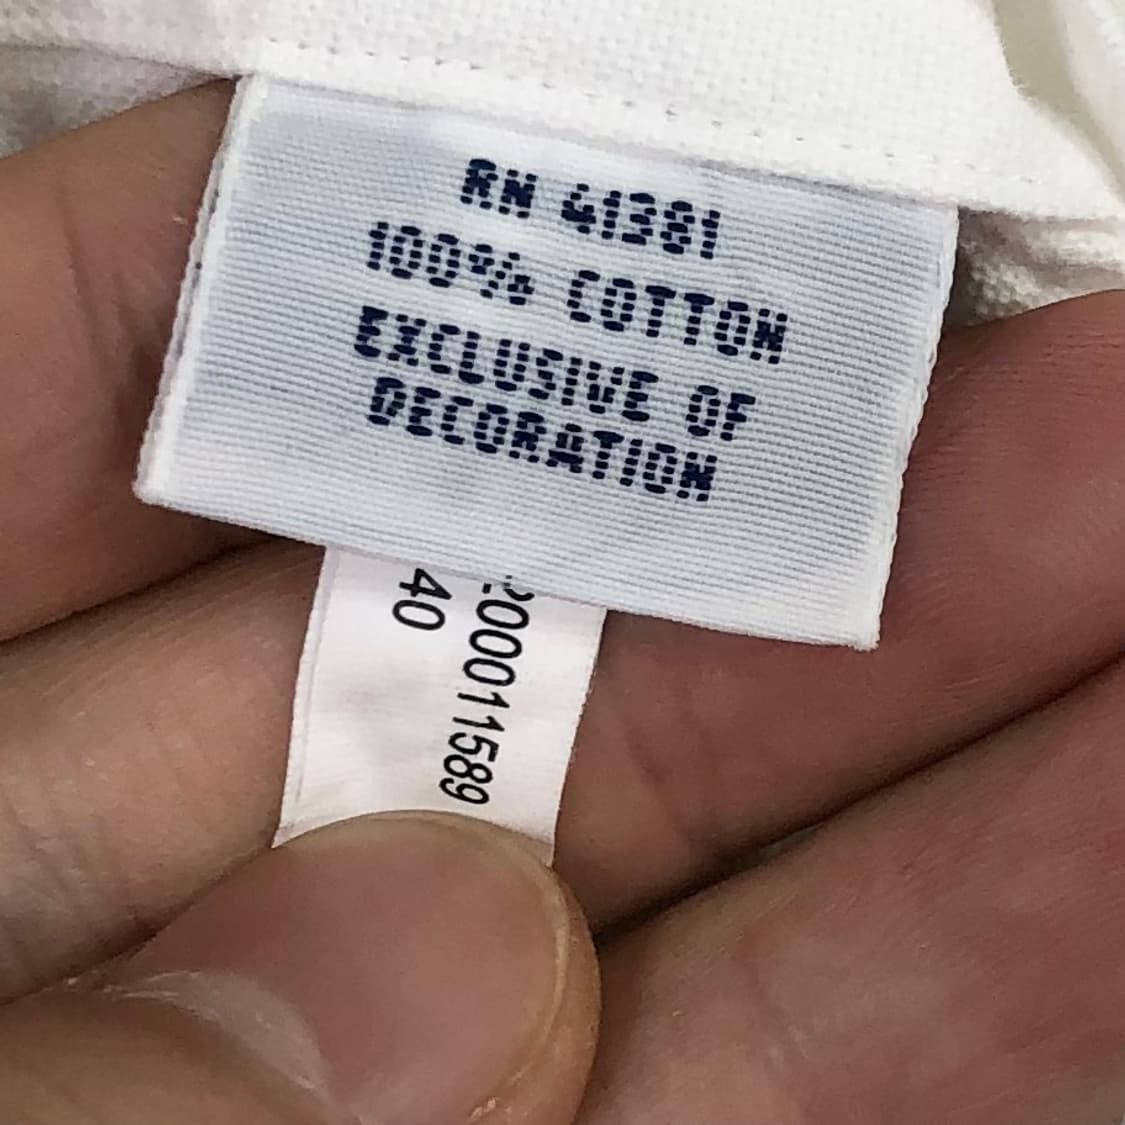 RN 41381
100% COTTON
EXCLUSIVE OF
DECORATION
200011589
40